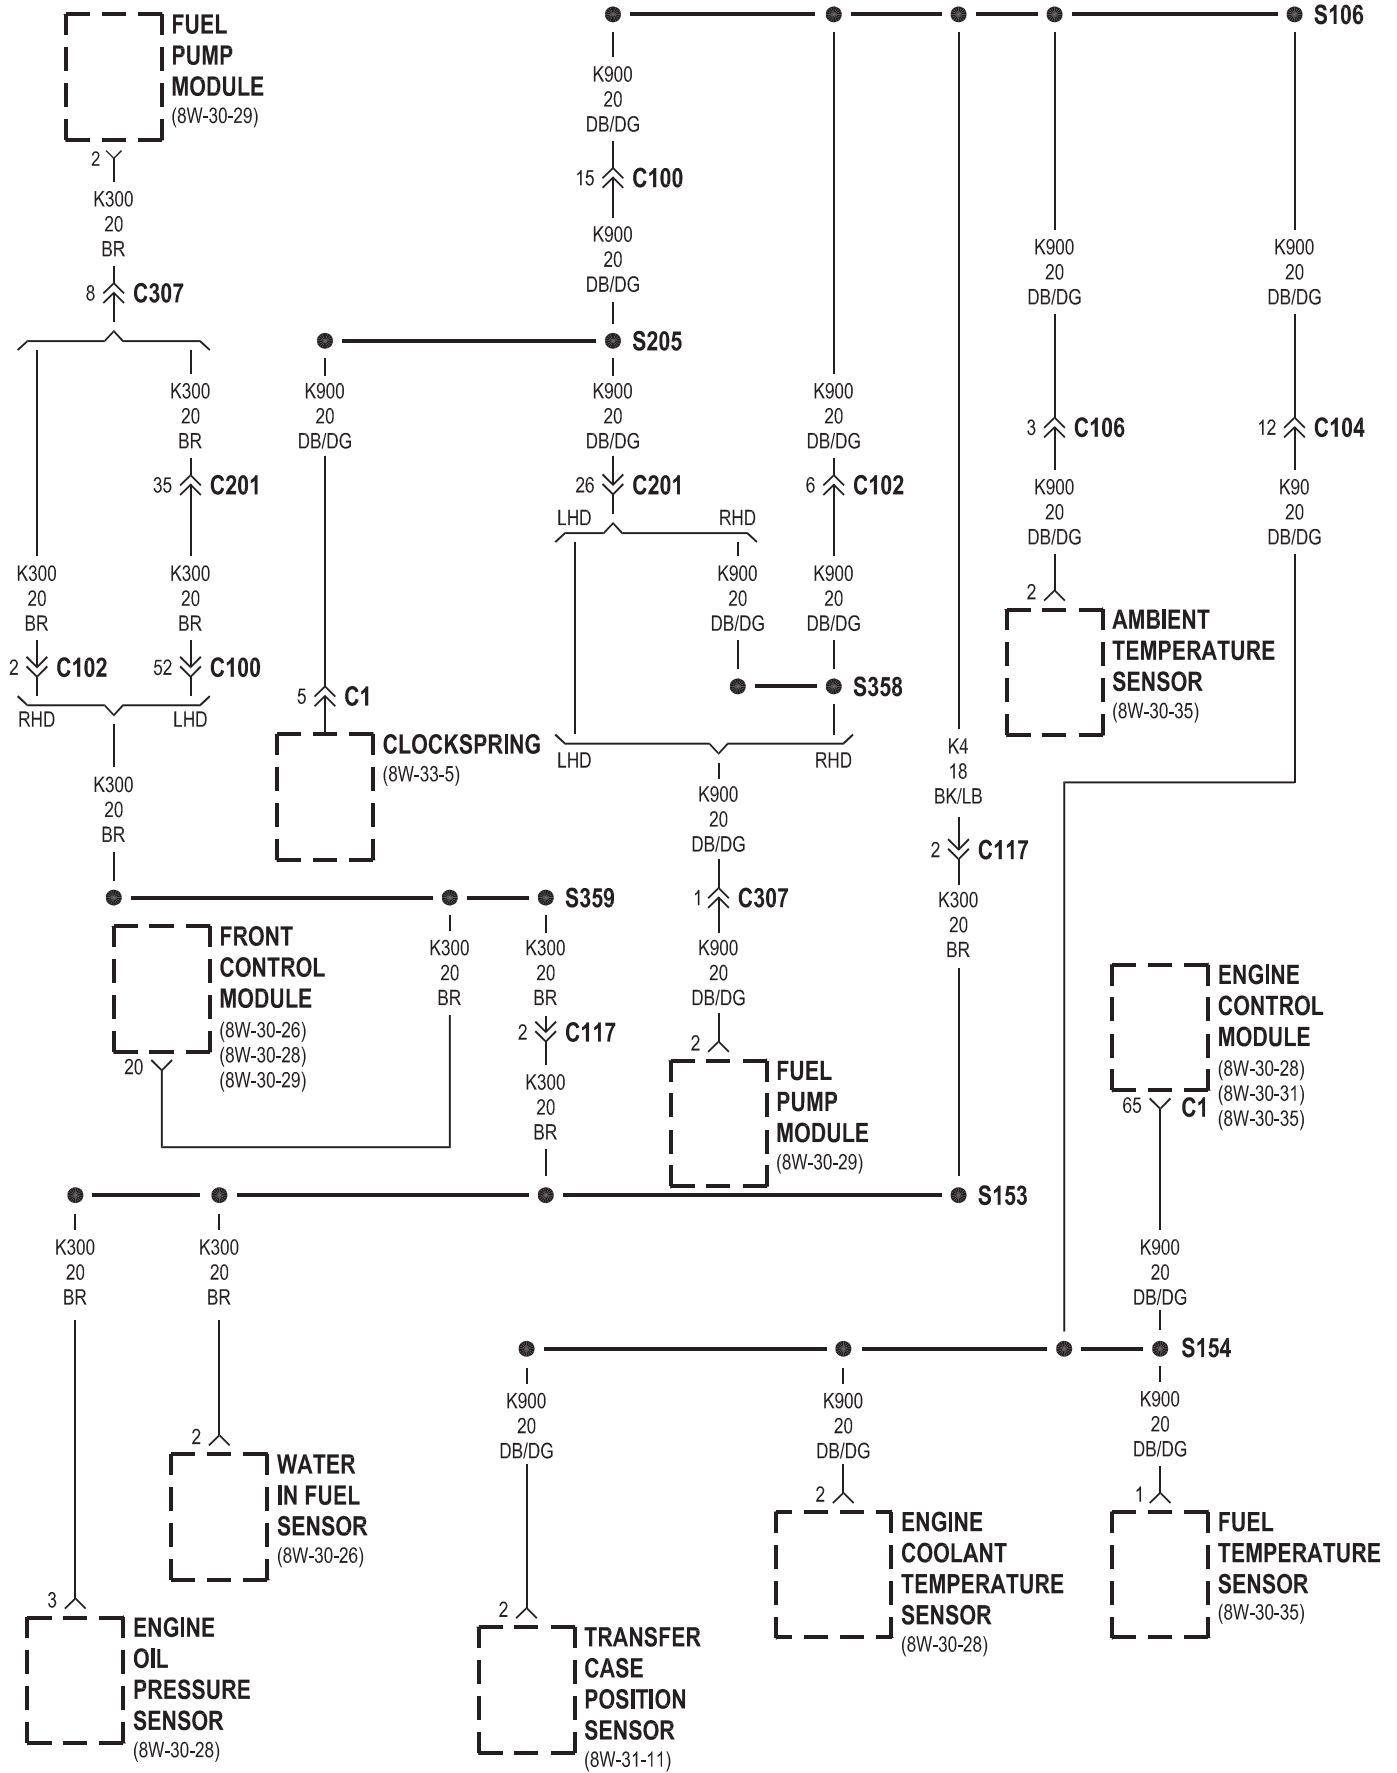 FUEL
PUMP
MODULE
(8W-30-29)
2
K300
20
BR
8 C307
K300
20
BR
35 C201
K300
20
BR
K300
20
BR
2 C102
52 C100
RHD
LHD
K300
20
BR
S106
K900
20
DB/DG
15 C100
K900
20
DB/DG
S205
K900
20
DB/DG
K900
20
DB/DG
26 C201
LHD
RHD
K900
20
DB/DG
6 C102
K900
20
DB/DG
K900
20
DB/DG
S358
5 C1
CLOCKSPRING
(8W-33-5)
LHD
RHD
K900
20
DB/DG
1 C307
K900
20
DB/DG
2
FUEL
PUMP
MODULE
(8W-30-29)
K900
20
DB/DG
3 C106
K900
20
DB/DG
2
AMBIENT
TEMPERATURE
SENSOR
(8W-30-35)
K900
20
DB/DG
12 C104
K90
20
DB/DG
K4
18
BK/LB
2 C117
K300
20
BR
S359
FRONT
CONTROL
MODULE
(8W-30-26)
(8W-30-28)
(8W-30-29)
20
K300
20
BR
K300
20
BR
2 C117
K300
20
BR
S153
ENGINE
CONTROL
MODULE
(8W-30-28)
(8W-30-31)
(8W-30-35)
65 C1
K900
20
DB/DG
S154
K300
20
BR
K300
20
BR
2
WATER
IN FUEL
SENSOR
(8W-30-26)
3
ENGINE
OIL
PRESSURE
SENSOR
(8W-30-28)
K900
20
DB/DG
2
TRANSFER
CASE
POSITION
SENSOR
(8W-31-11)
K900
20
DB/DG
2
ENGINE
COOLANT
TEMPERATURE
SENSOR
(8W-30-28)
K900
20
DB/DG
1
FUEL
TEMPERATURE
SENSOR
(8W-30-35)